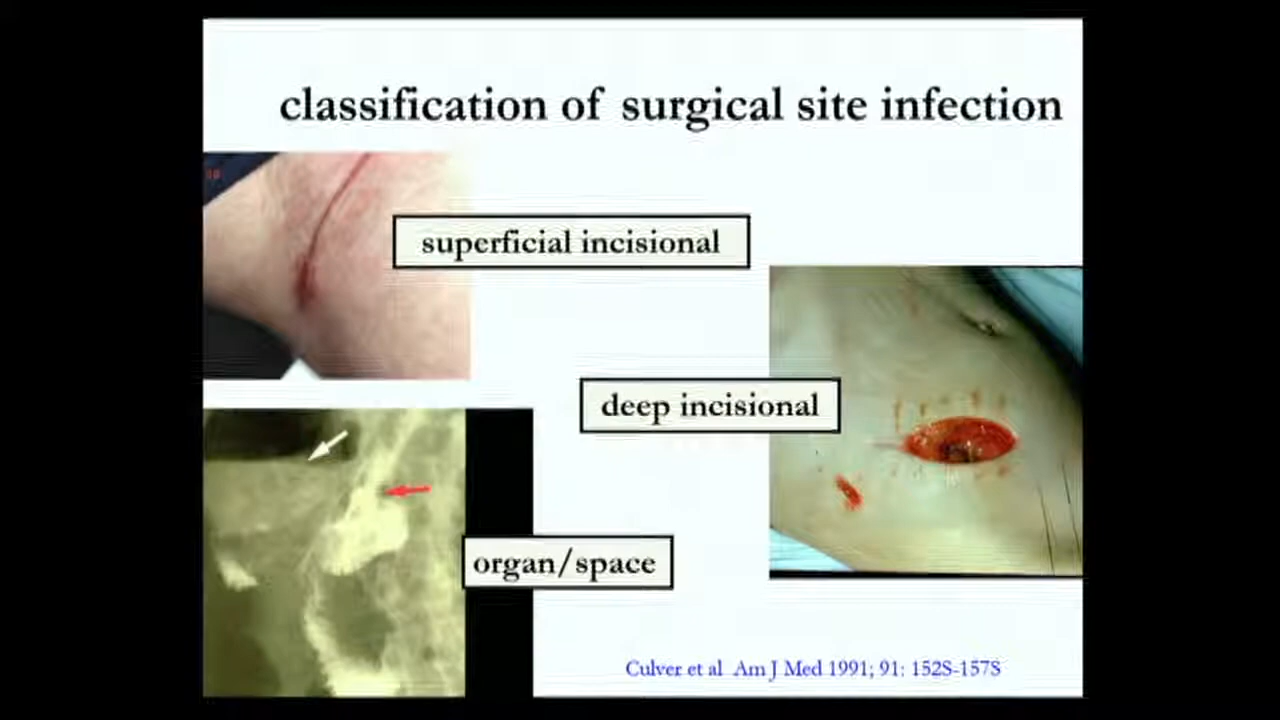 classification of surgical site infection
superficial incisional
deep incisional
organ/space
Culver et al Am J Med 1991; 91: 152S-157S